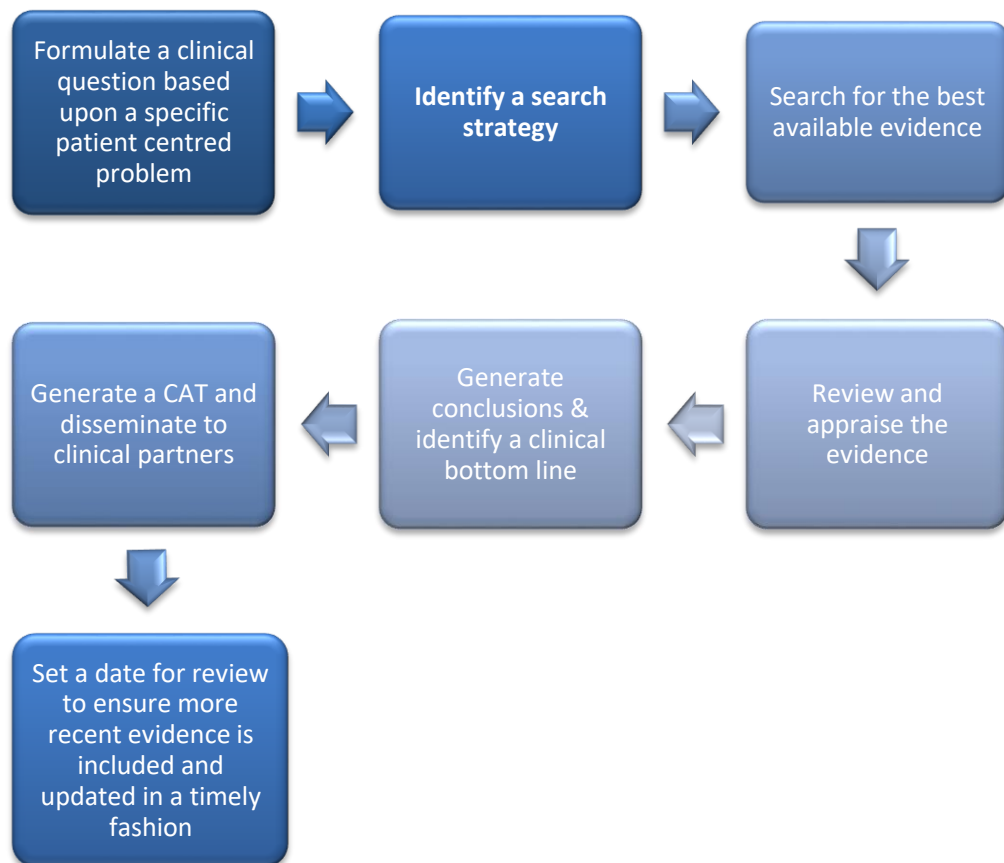 Formulate a clinical
question based
upon a specific
patient centred
problem
Identify a search
strategy
Search for the best
available evidence
Review and
appraise the
evidence
Generate
conclusions &
identify a clinical
bottom line
Generate a CAT and
disseminate to
clinical partners
Set a date for review
to ensure more
recent evidence is
included and
updated in a timely
fashion